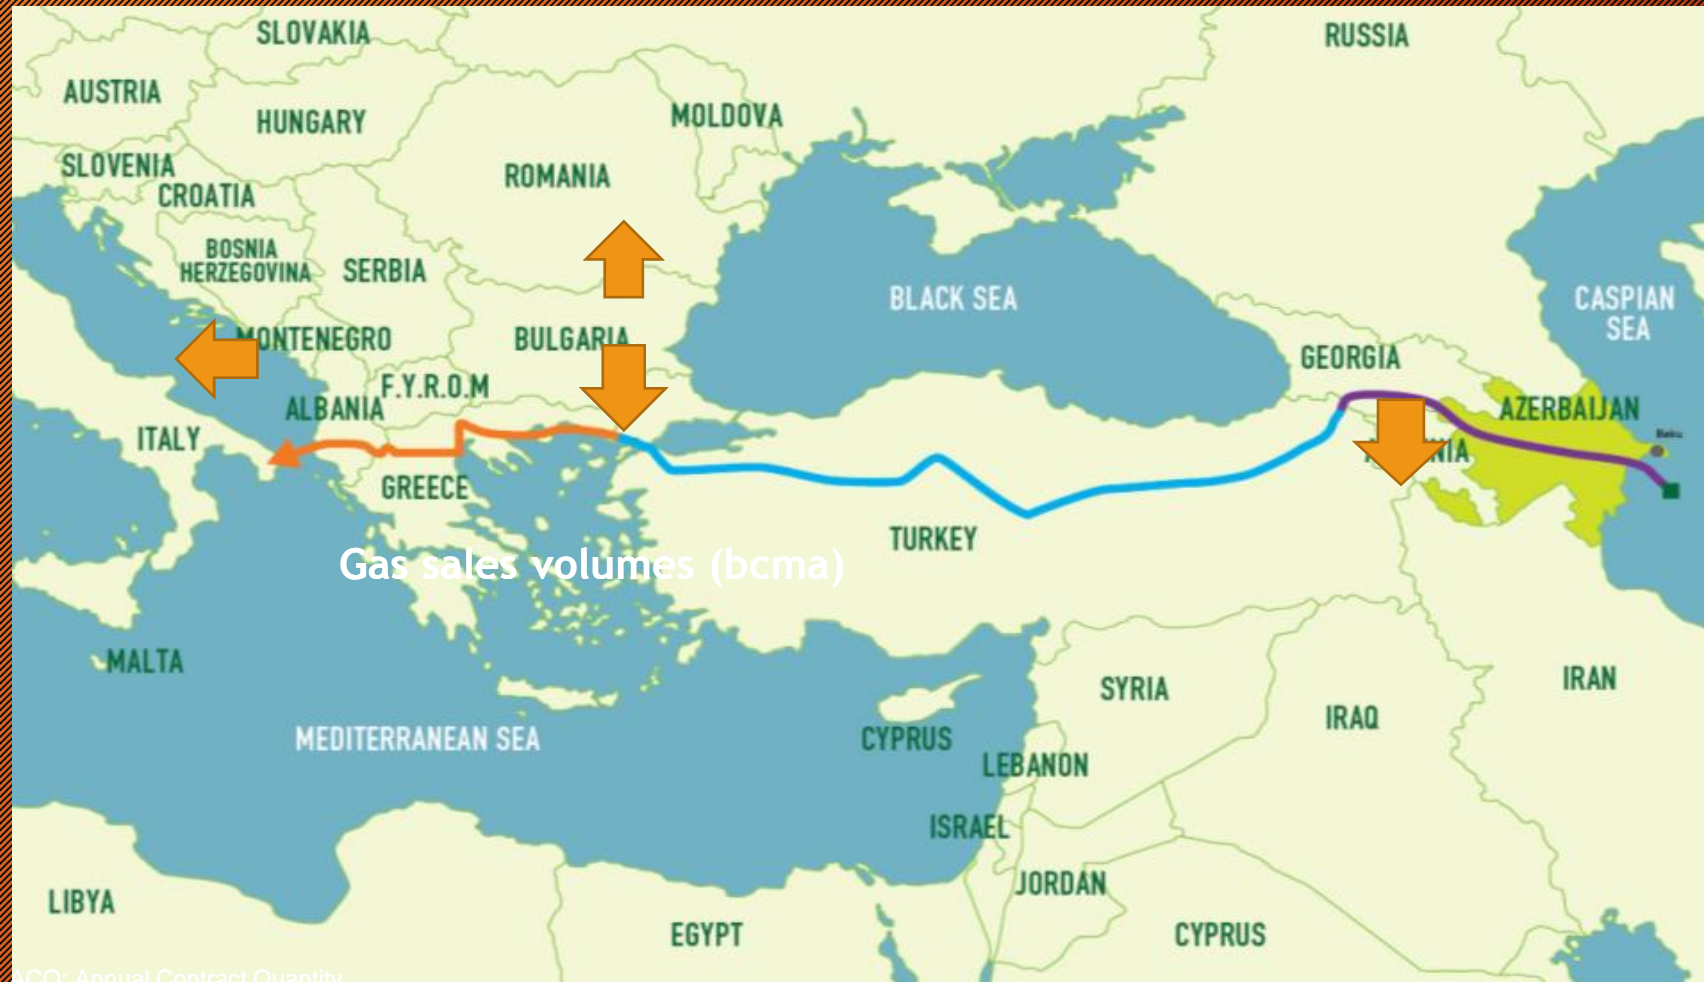 SLOVAKIA
RUSSIA
AUSTRIA
MOLDOVA
HUNGARY
SLOVENIA
ROMANIA
CROATIA
BOSNIA
HERZEGOVINA
SERBIA
BLACK SEA
CASPIAN
SEA
MONTENEGRO
BULGARIA
GEORGIA
F.Y.R.O.M
ALBANIA
AZERBAIJAN
ITALY
Baku
GREECE
TURKEY
Gas sales volumes (bcma)
MALTA
SYRIA
IRAN
IRAQ
MEDITERRANEAN SEA
CYPRUS
LEBANON
ISRAEL
JORDAN
LIBYA
EGYPT
CYPRUS
ACQ: Annual Contract Quantity